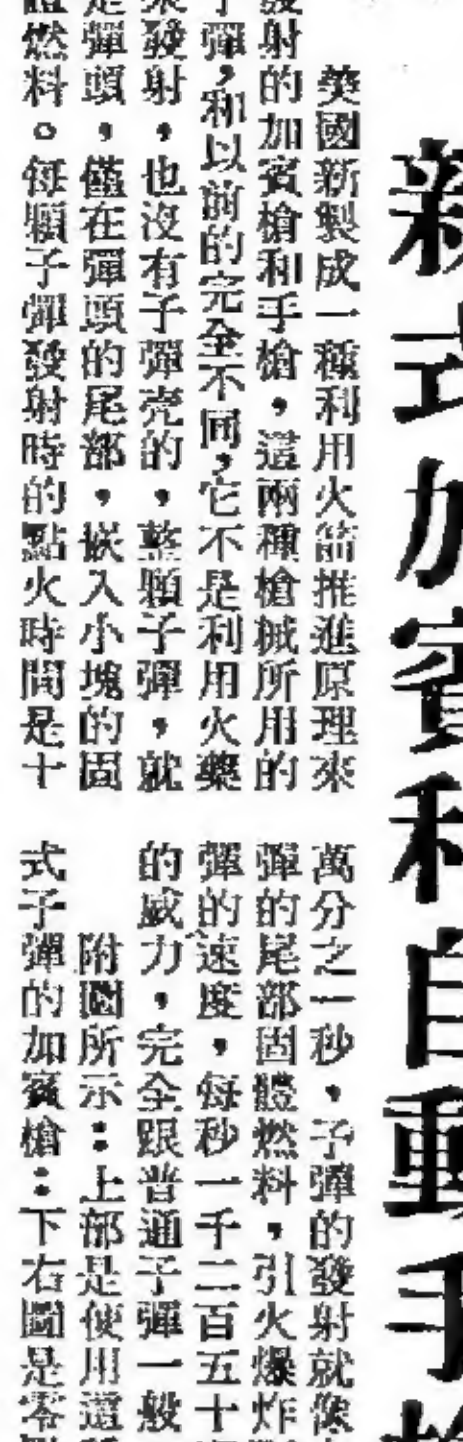 新式加賓和自動手槍
美國新製成一種利用火箭推進原理來
發射的加賓槍和手槍，這兩種槍械所用的
子彈，和以前的完全不同，它不是利用火藥
來發射，也沒有子彈壳的，整顆子彈，就
是彈頭，僅在彈頭的尾部，嵌入小塊的固
體燃料。每顆子彈發射時的點火時間是十
萬分之一秒，子彈的發射就像
彈的尾部固體燃料，引火爆炸
彈的速度，每秒一千二百五十
的威力，完全跟普通子彈一般
附圖所示：上部是使用這
式子彈的加賓槍：下右圖是零